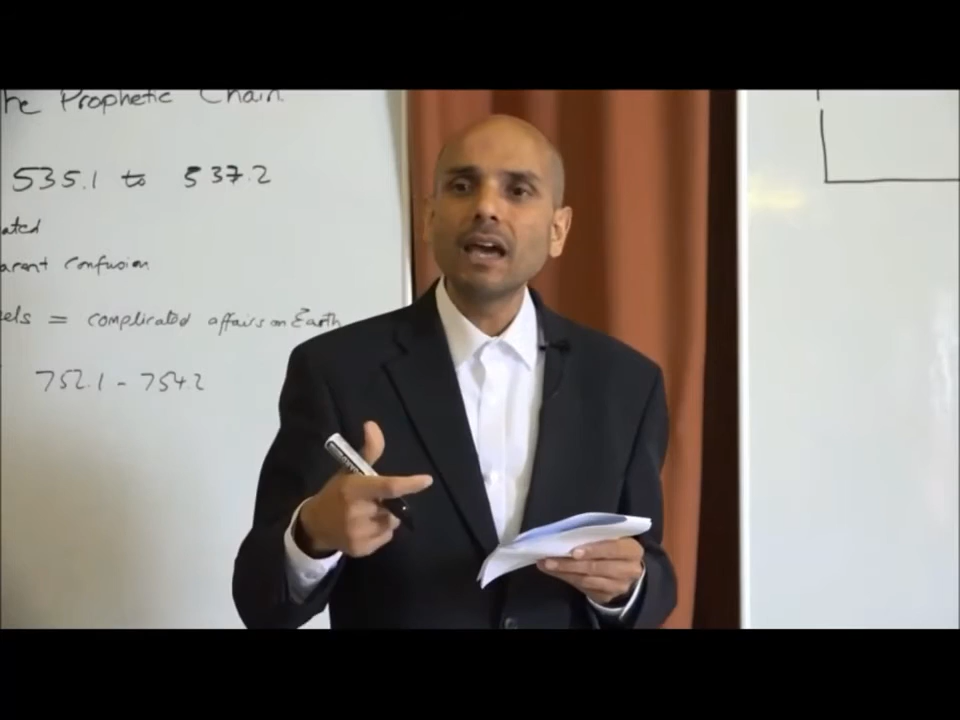 he Prophetic Chain
535.1 to 537.2
ated
arent confusion
els = complicated affairs on Earth
752.1 - 754.2